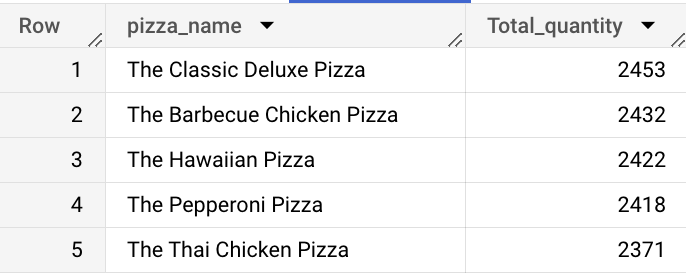 Row pizza_name Total_quantity
1 The Classic Deluxe Pizza 2453
2 The Barbecue Chicken Pizza 2432
3 The Hawaiian Pizza 2422
4 The Pepperoni Pizza 2418
5 The Thai Chicken Pizza 2371